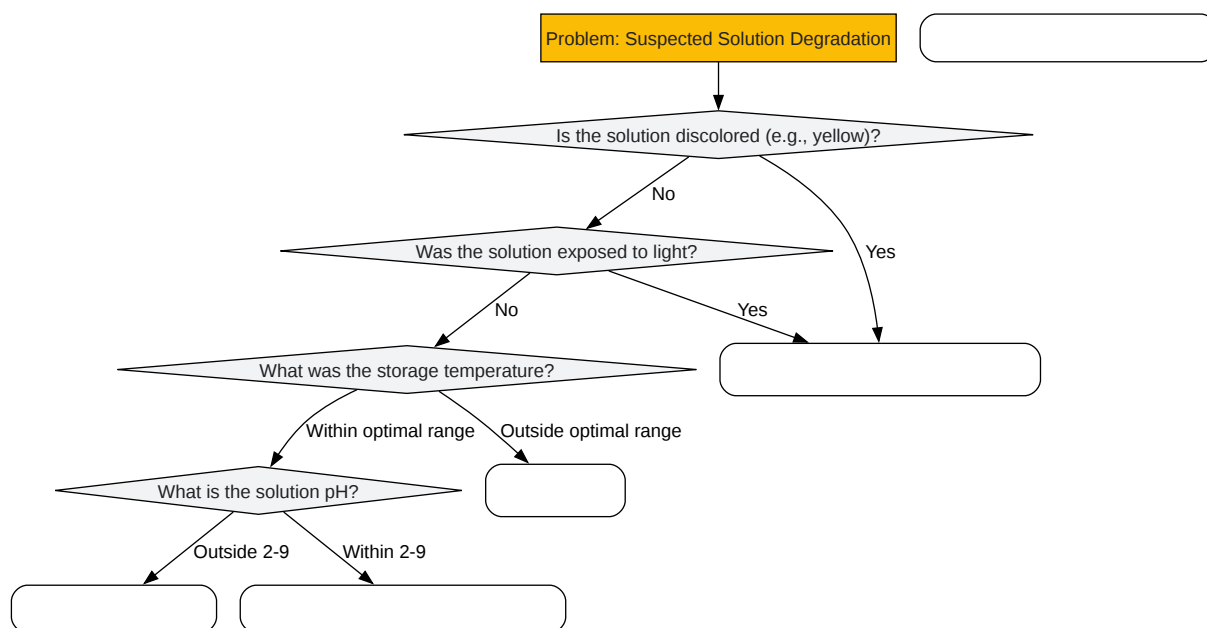 Problem: Suspected Solution Degradation
Is the solution discolored (e.g., yellow)?
No
Yes
Was the solution exposed to light?
No
Yes
What was the storage temperature?
Within optimal range
Outside optimal range
What is the solution pH?
Outside 2-9
Within 2-9